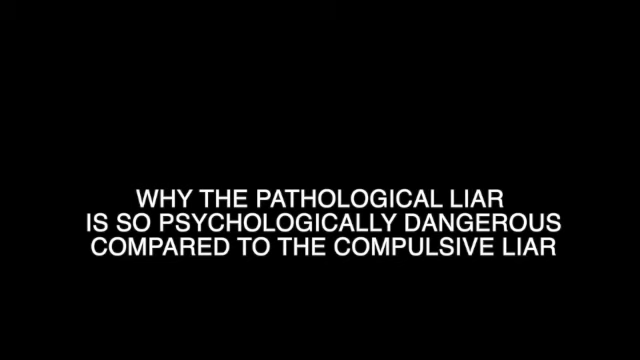 WHY THE PATHOLOGICAL LIAR
IS SO PSYCHOLOGICALLY DANGEROUS
COMPARED TO THE COMPULSIVE LIAR